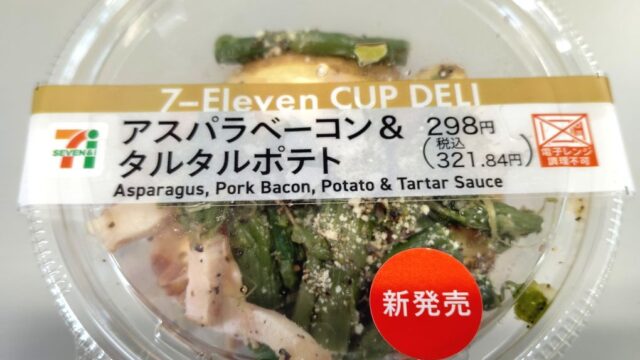 7-Eleven CUP DELI
アスパラベーコン&
タルタルポテト
298円
(税込
321.84円)
Asparagus, Pork Bacon, Potato & Tartar Sauce
SEVEN&i
電子レンジ
調理不可
新発売